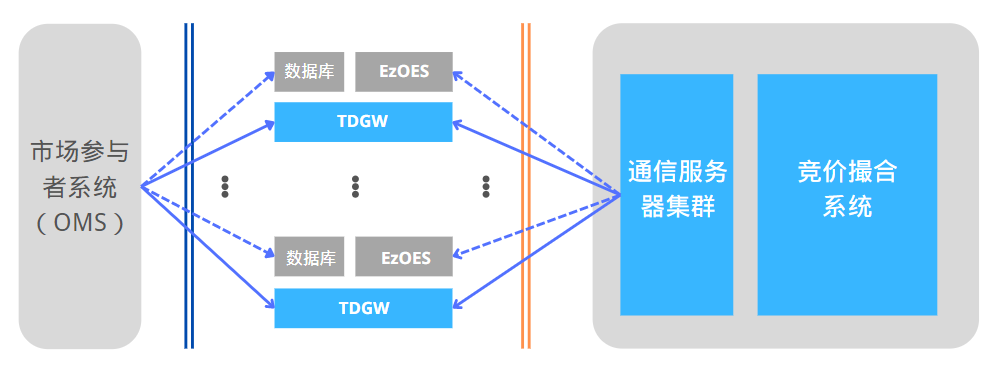 市场参与
者系统
（OMS）
数据库
EzOES
TDGW
数据库
EzOES
TDGW
通信服务
器集群
竞价撮合
系统